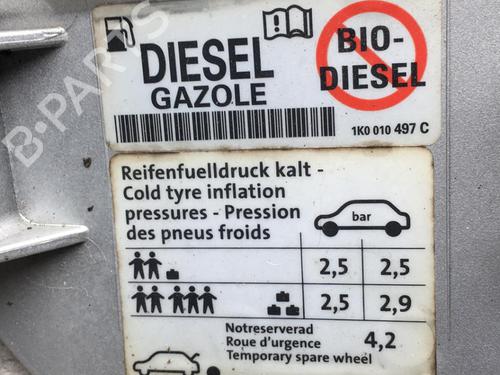 DIESEL
GAZOLE
BIO-
DIESEL
1K0 010 497 C
B-PARTS
Reifenfuelldruck kalt -
Cold tyre inflation
pressures - Pression
des pneus froids
bar
2,5 2,5
2,5 2,9
Notreserverad
Roue d'urgence
Temporary spare wheel
4,2